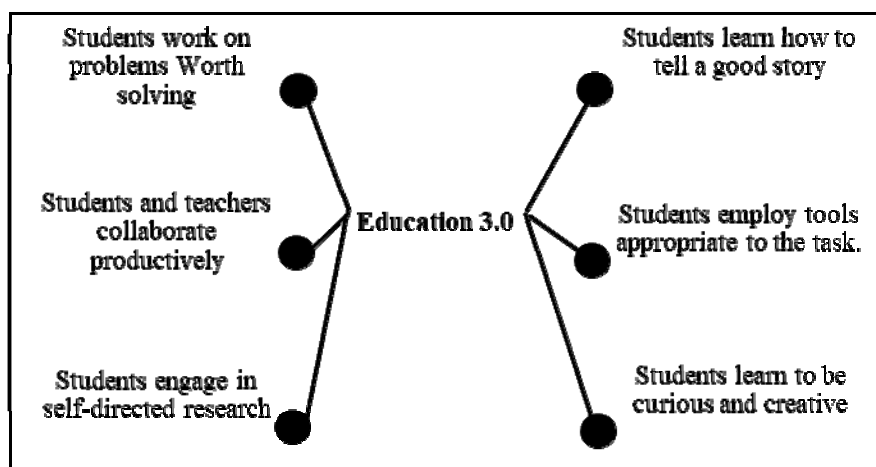 Students work on
problems Worth
solving
Students and teachers
collaborate
productively
Students engage in
self-directed research
Education 3.0
Students learn how to
tell a good story
Students employ tools
appropriate to the task.
Students learn to be
curious and creative